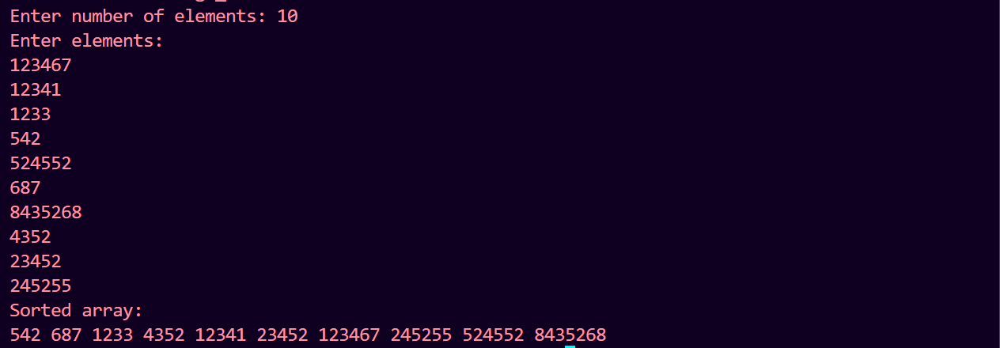 Enter number of elements: 10
Enter elements:
123467
12341
1233
542
524552
687
8435268
4352
23452
245255
Sorted array:
542 687 1233 4352 12341 23452 123467 245255 524552 8435268